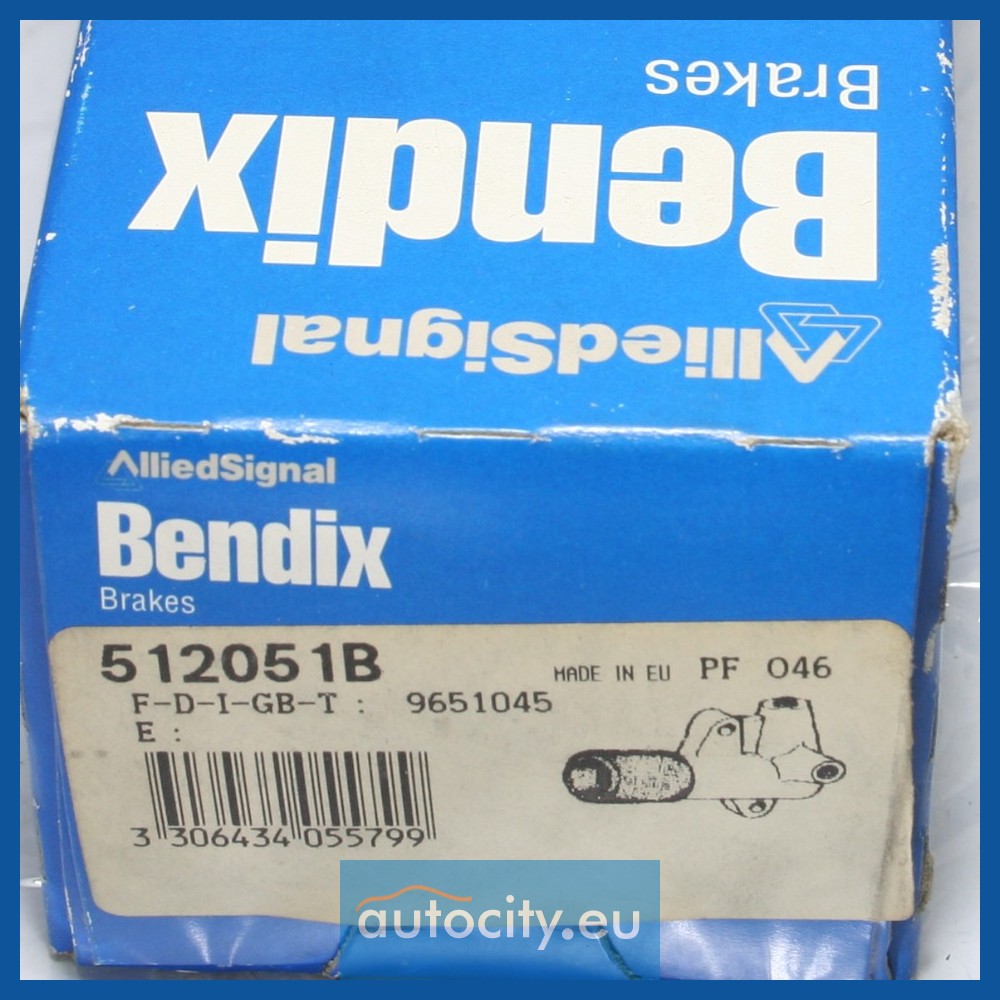 Brakes
Bendix
AlliedSignal
AlliedSignal
Bendix
Brakes
512051B
MADE IN EU PF 046
F-D-I-GB-T : 9651045
E :
3 306434 055799
autocity.eu